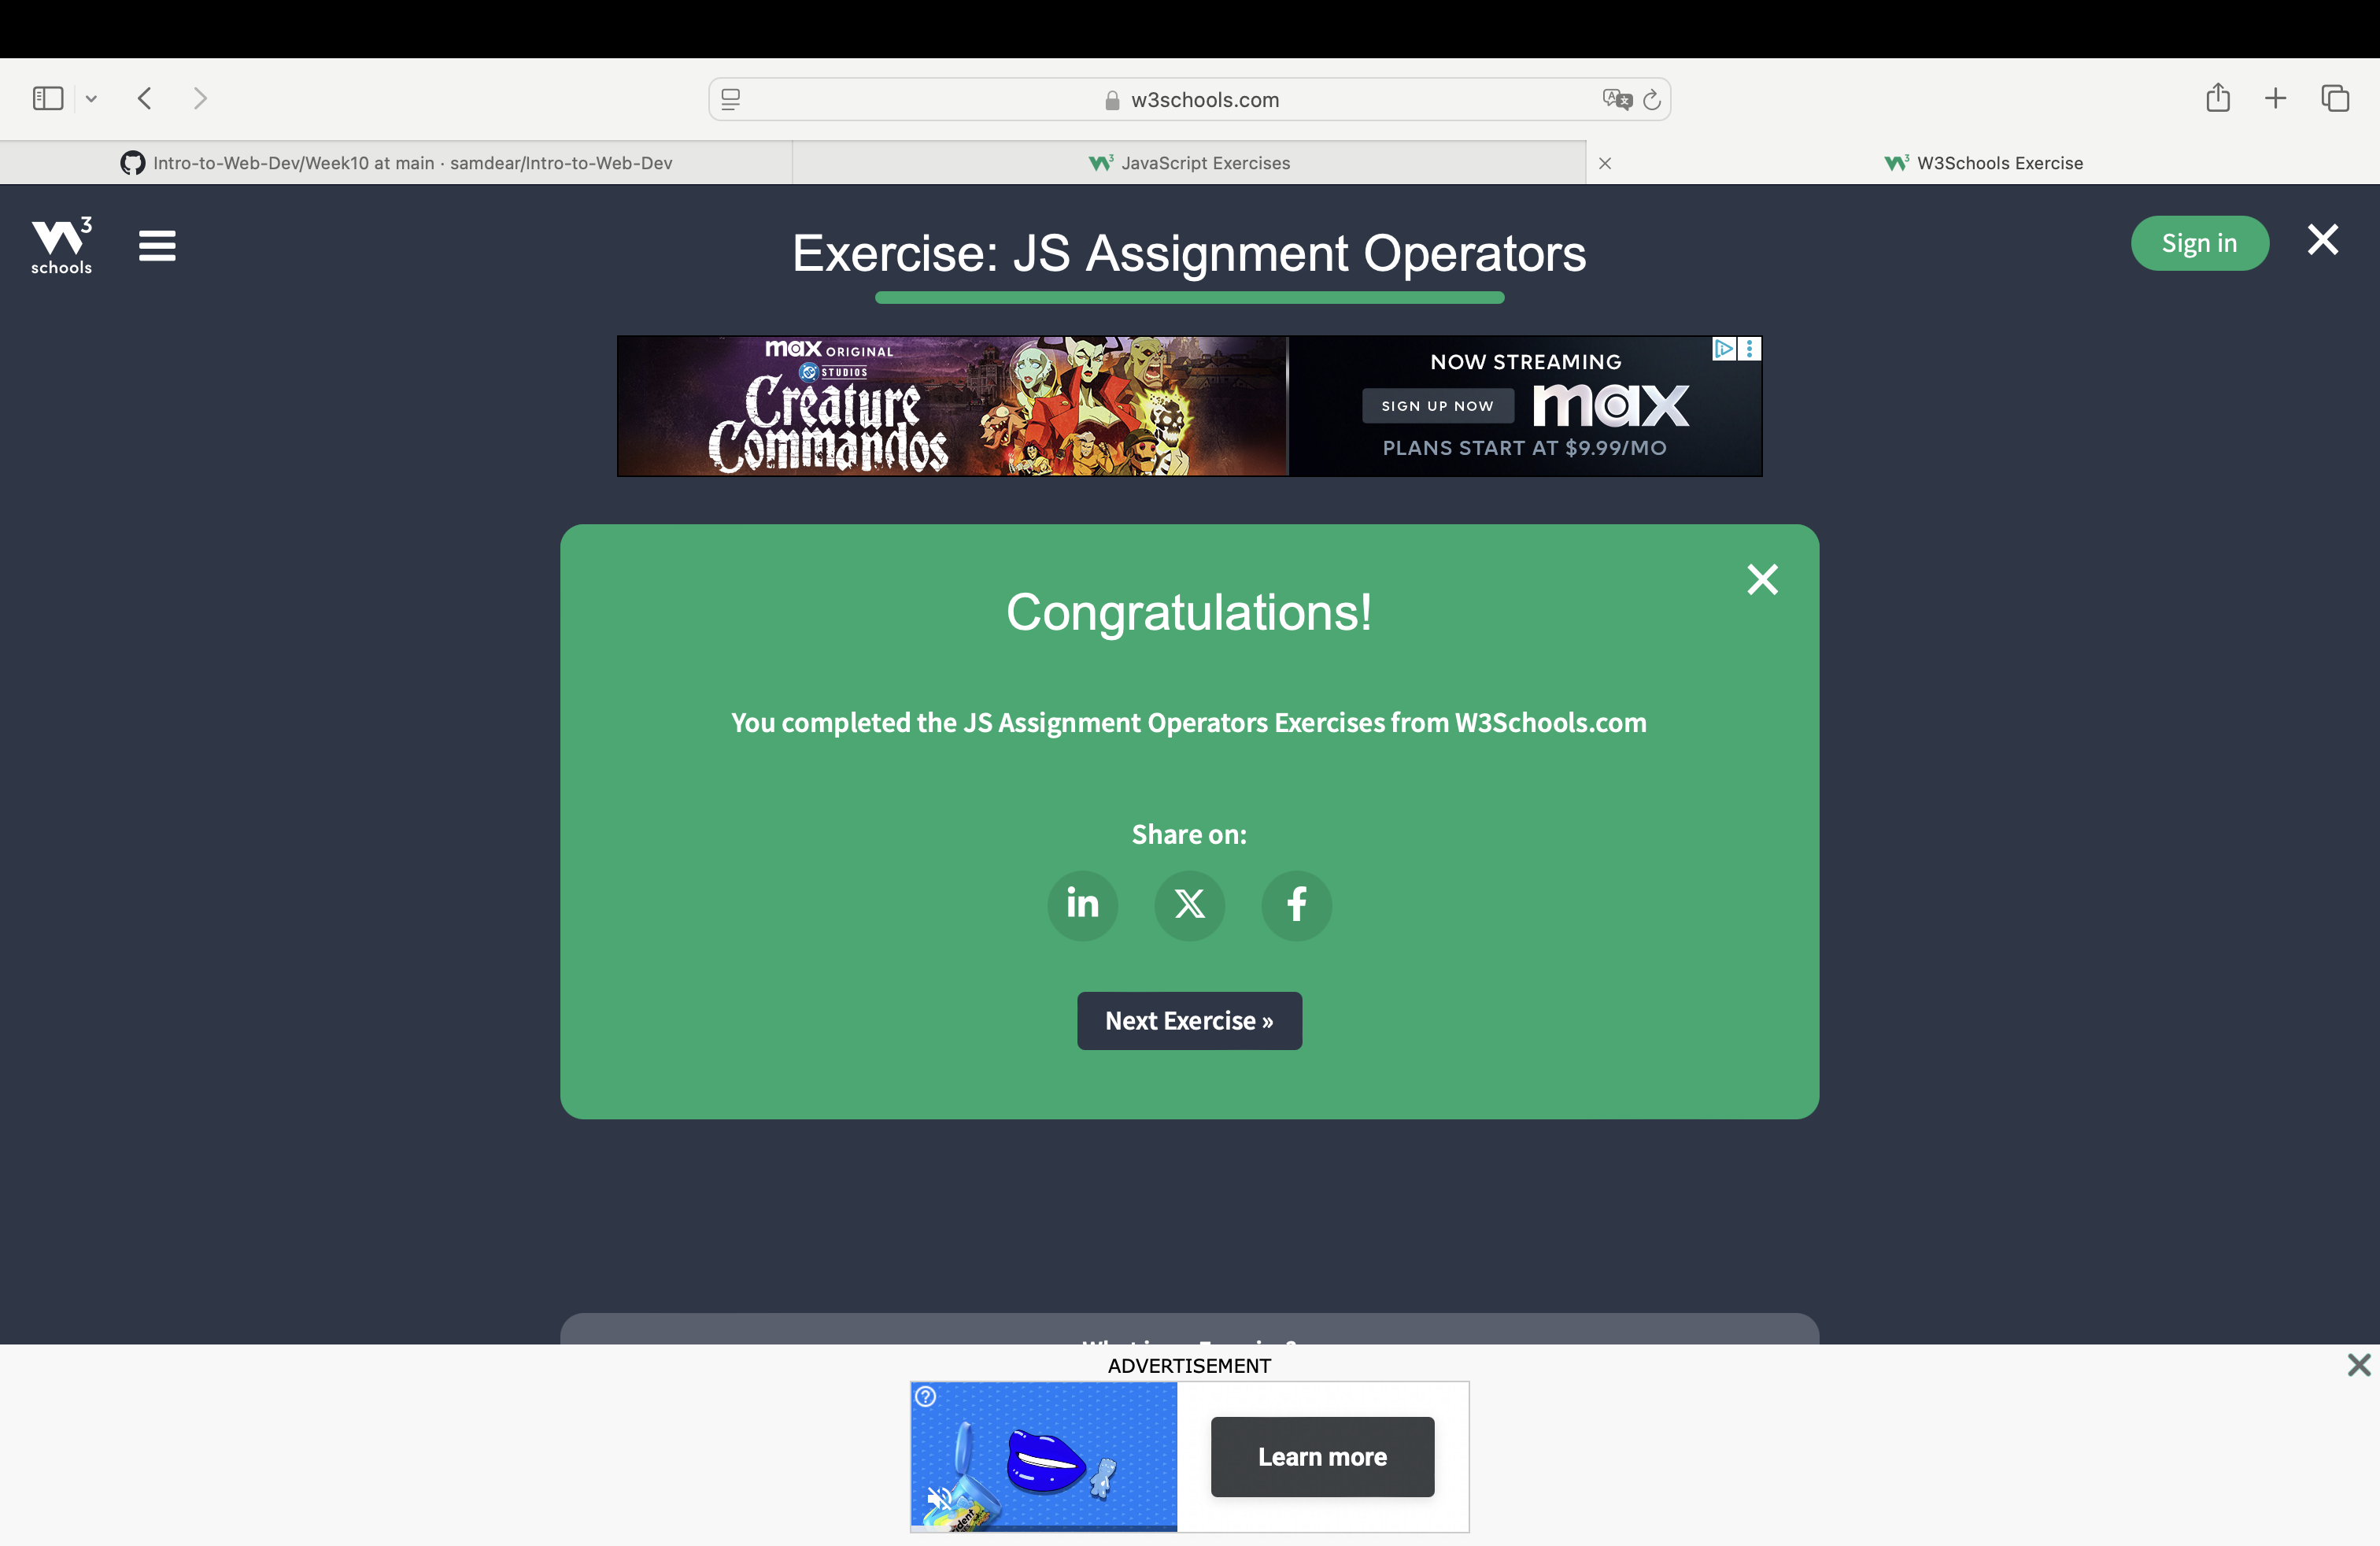 w3schools.com
Intro-to-Web-Dev/Week10 at main · samdear/Intro-to-Web-Dev
JavaScript Exercises
W3Schools Exercise
3
schools
Exercise: JS Assignment Operators
Sign in
max ORIGINAL
STUDIOS
Creature
Commandos
NOW STREAMING
SIGN UP NOW
max
PLANS START AT $9.99/MO
Congratulations!
You completed the JS Assignment Operators Exercises from W3Schools.com
Share on:
Next Exercise »
ADVERTISEMENT
Learn more